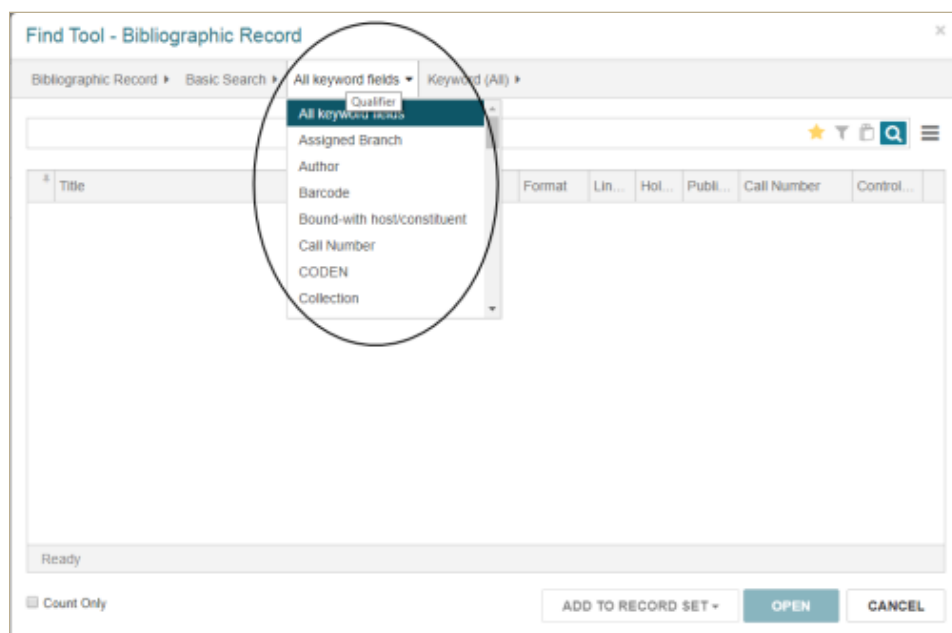 Find Tool - Bibliographic Record
Bibliographic Record Basic Search All keyword fields Keyword (All)
Qualifier
All keyword fields
Assigned Branch
Author
Barcode
Bound-with host/constituent
Call Number
CODEN
Collection
Title Format Lin... Hol... Publi... Call Number Control...
Ready
Count Only ADD TO RECORD SET OPEN CANCEL